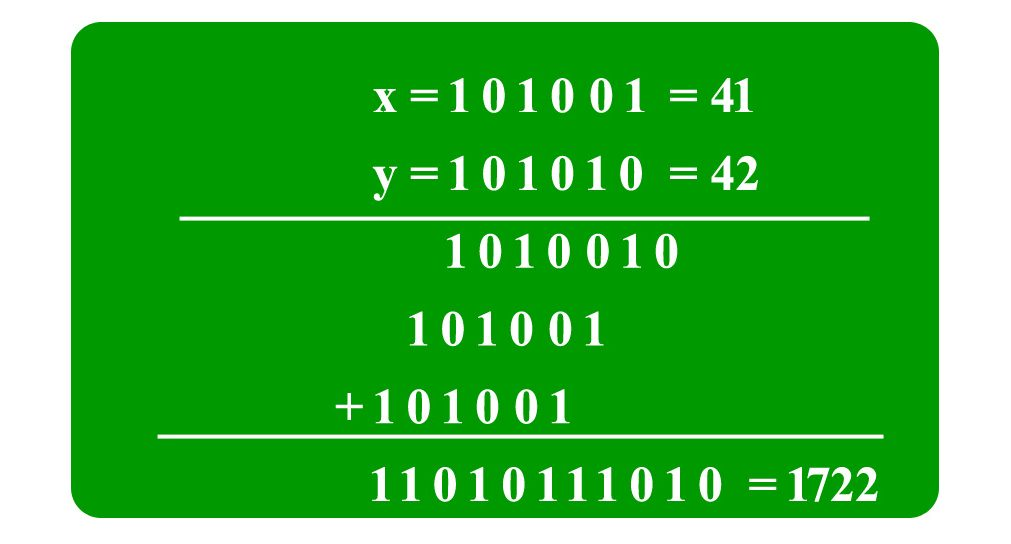 x = 1 0 1 0 0 1 = 41
y = 1 0 1 0 1 0 = 42
1 0 1 0 0 1 0
1 0 1 0 0 1
+ 1 0 1 0 0 1
1 1 0 1 0 1 1 1 0 1 0 = 1722